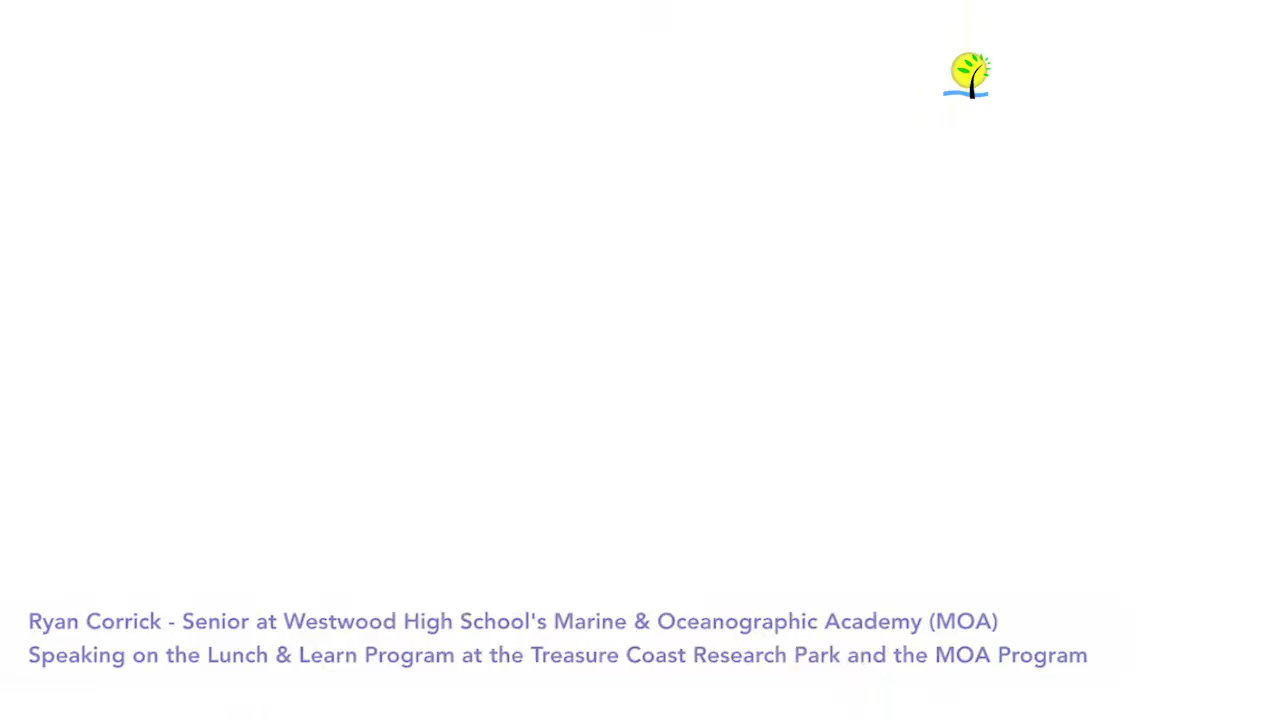 Ryan Corrick - Senior at Westwood High School's Marine & Oceanographic Academy (MOA)
Speaking on the Lunch & Learn Program at the Treasure Coast Research Park and the MOA Program